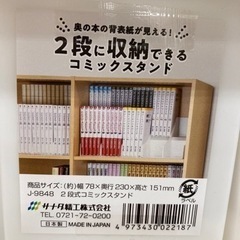 奥の本の背表紙が見える!
2段に収納できる
コミックスタンド
商品サイズ:(約)幅78×奥行230×高さ151mm
J-9848 2段式コミックスタンド
サナダ精工株式会社
TEL. 0721-72-0200
日本製 MADE IN JAPAN
紙
ラベル
4 973430 022187